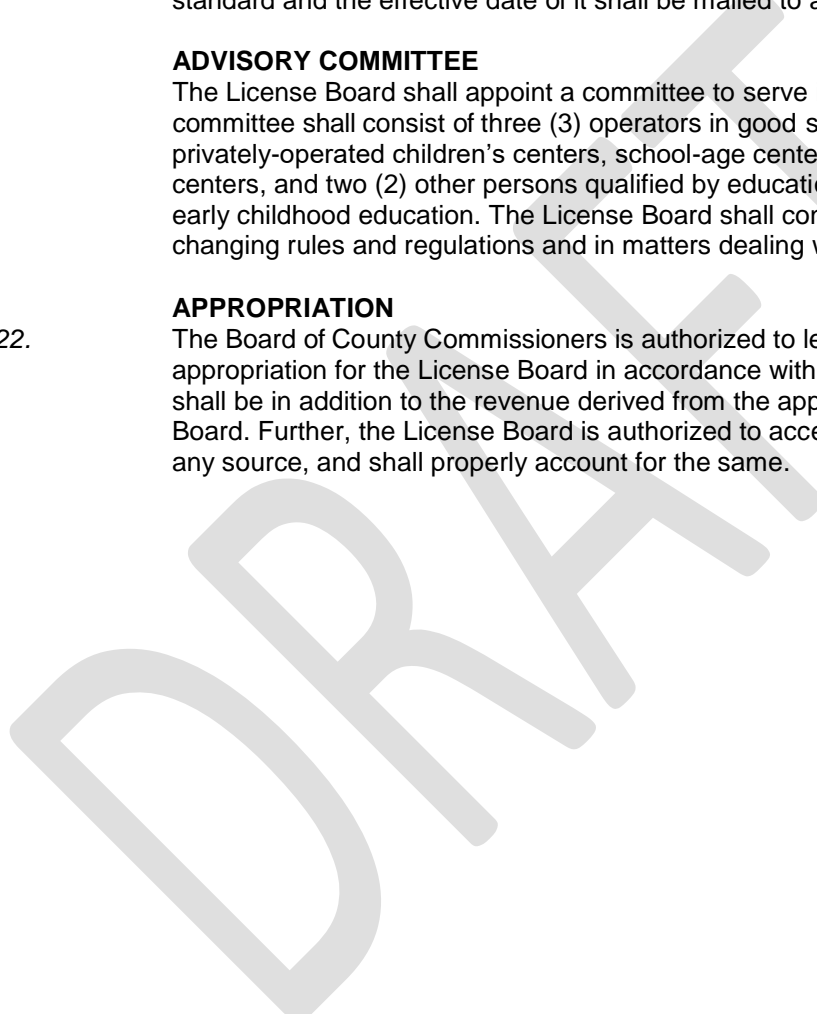 standard and the effective date of it shall be mailed to a
ADVISORY COMMITTEE
The License Board shall appoint a committee to serve
committee shall consist of three (3) operators in good s
privately-operated children's centers, school-age cente
centers, and two (2) other persons qualified by educati
early childhood education. The License Board shall con
changing rules and regulations and in matters dealing w
APPROPRIATION
22.
The Board of County Commissioners is authorized to le
appropriation for the License Board in accordance with
shall be in addition to the revenue derived from the app
Board. Further, the License Board is authorized to acce
any source, and shall properly account for the same.
DRAFT